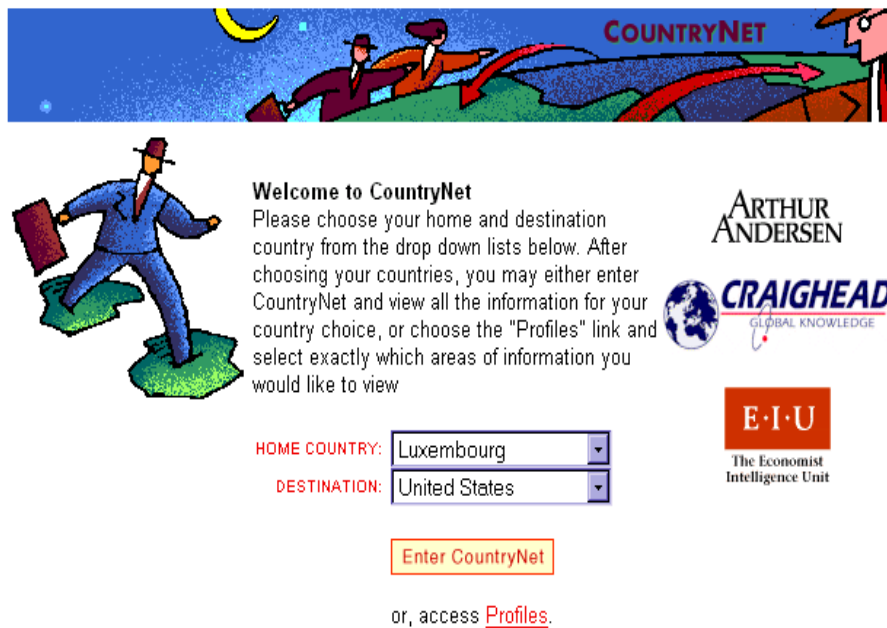 COUNTRYNET
Welcome to CountryNet
Please choose your home and destination
country from the drop down lists below. After
choosing your countries, you may either enter
CountryNet and view all the information for your
country choice, or choose the "Profiles" link and
select exactly which areas of information you
would like to view
ARTHUR
ANDERSEN
CRAIGHEAD
GLOBAL KNOWLEDGE
E·I·U
The Economist
Intelligence Unit
HOME COUNTRY: Luxembourg
DESTINATION: United States
Enter CountryNet
or, access Profiles.